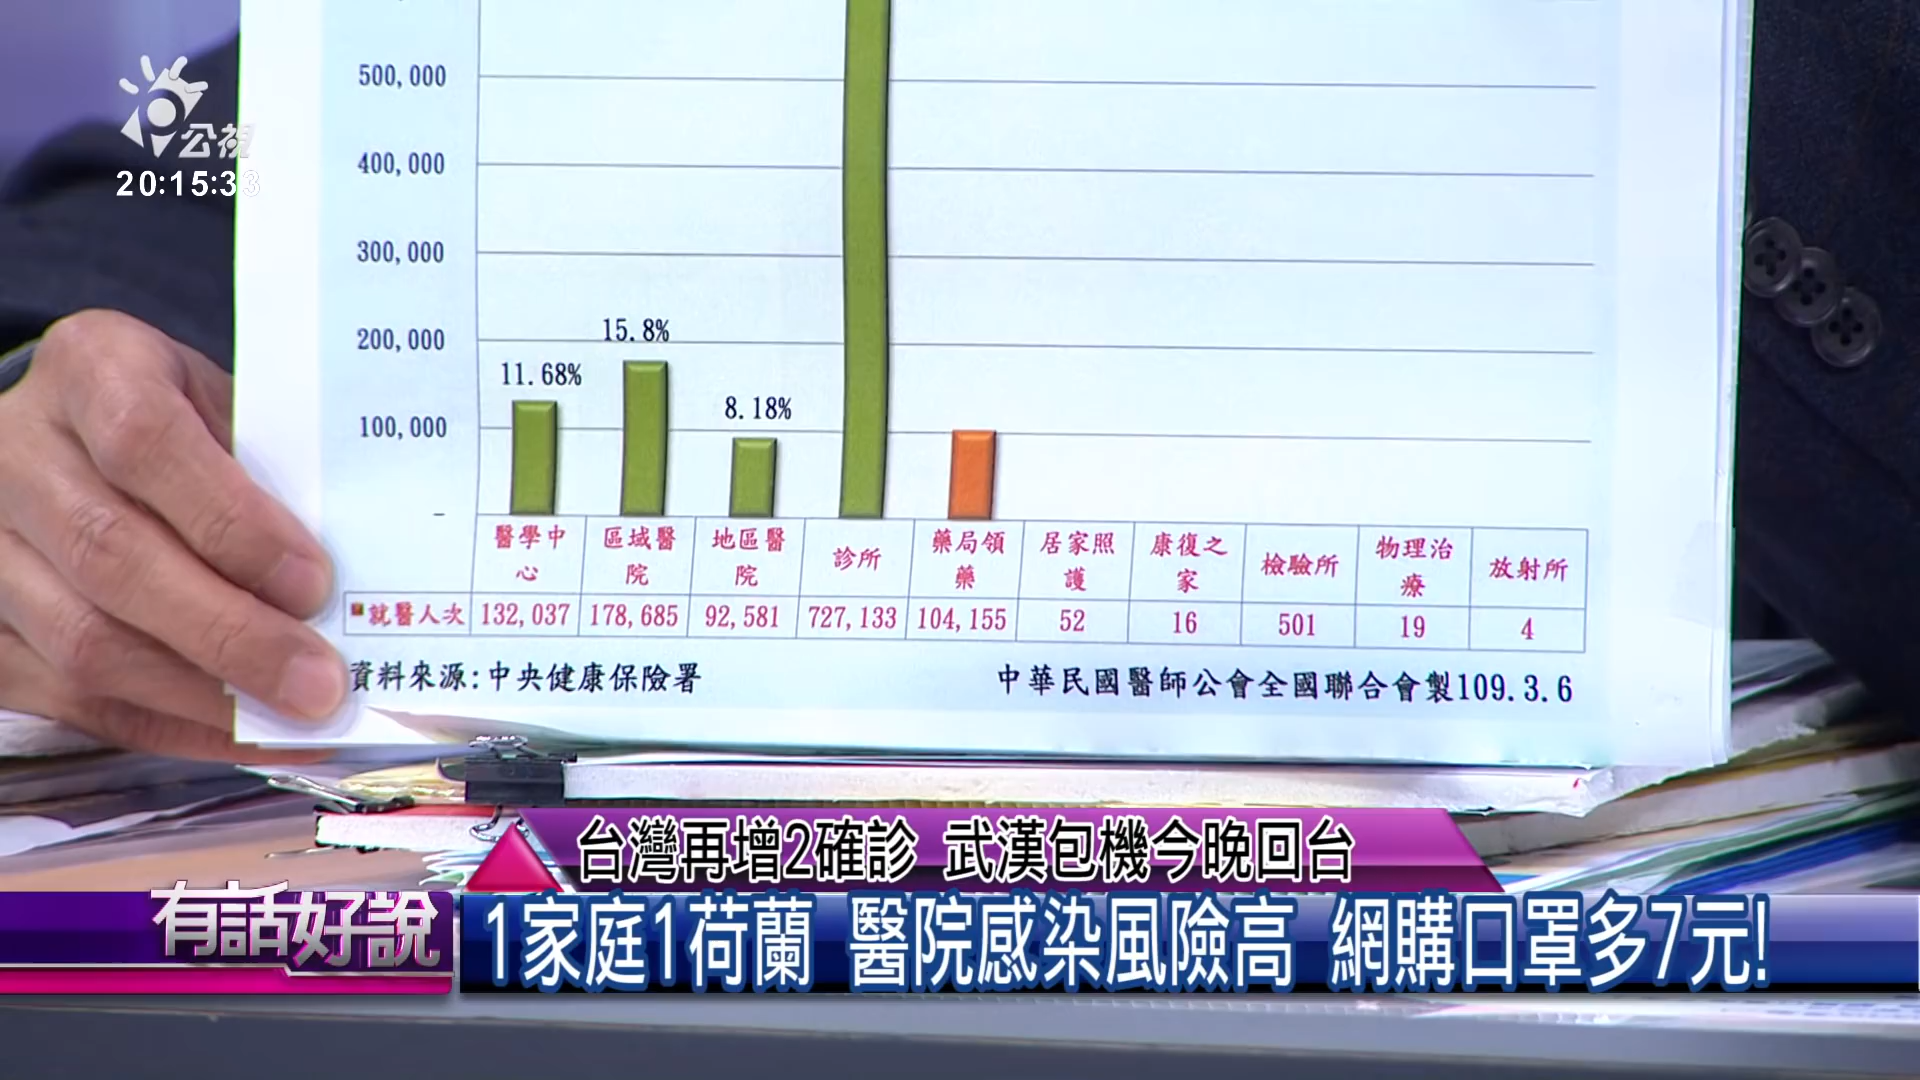 公視
20:15:33
500,000
400,000
300,000
200,000
100,000
-
11.68%
15.8%
8.18%
醫學中心
區域醫院
地區醫院
診所
藥局領藥
居家照護
康復之家
檢驗所
物理治療
放射所
就醫人次 132,037 178,685 92,581 727,133 104,155 52 16 501 19 4
資料來源:中央健康保險署
中華民國醫師公會全國聯合會製109.3.6
台灣再增2確診 武漢包機今晚回台
有話好說
1家庭1荷蘭 醫院感染風險高 網購口罩多7元!